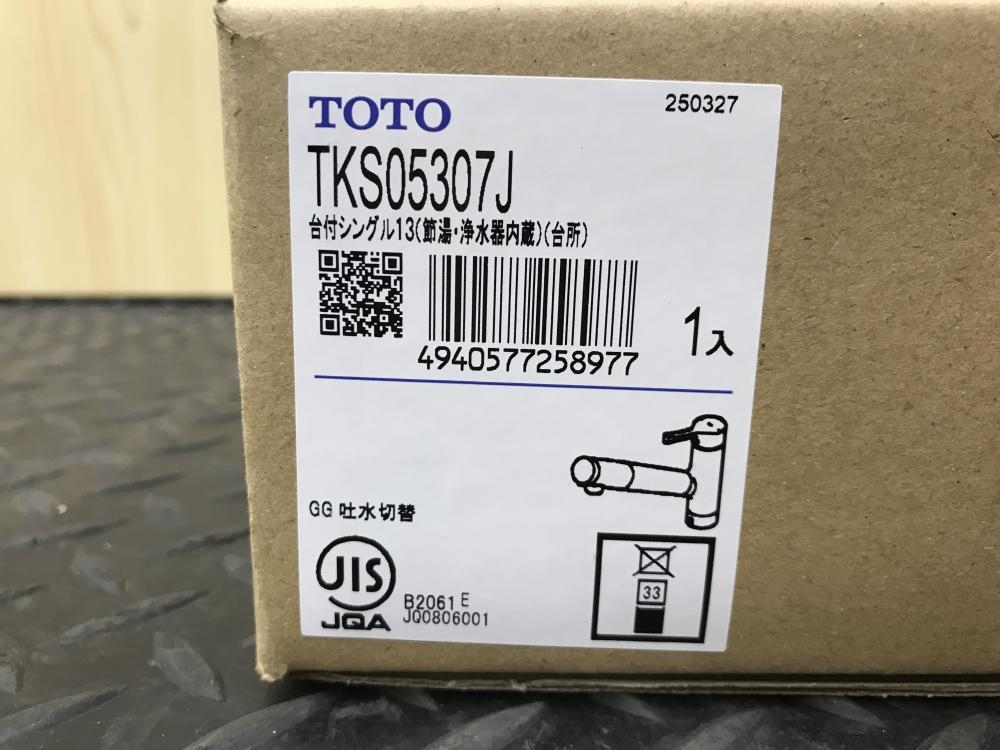 TOTO
250327
TKS05307J
台付シングル13(節湯・浄水器内蔵)(台所)
4940577258977
1入
GG 吐水切替
JIS
JQA
B2061 E
JQ0806001
33